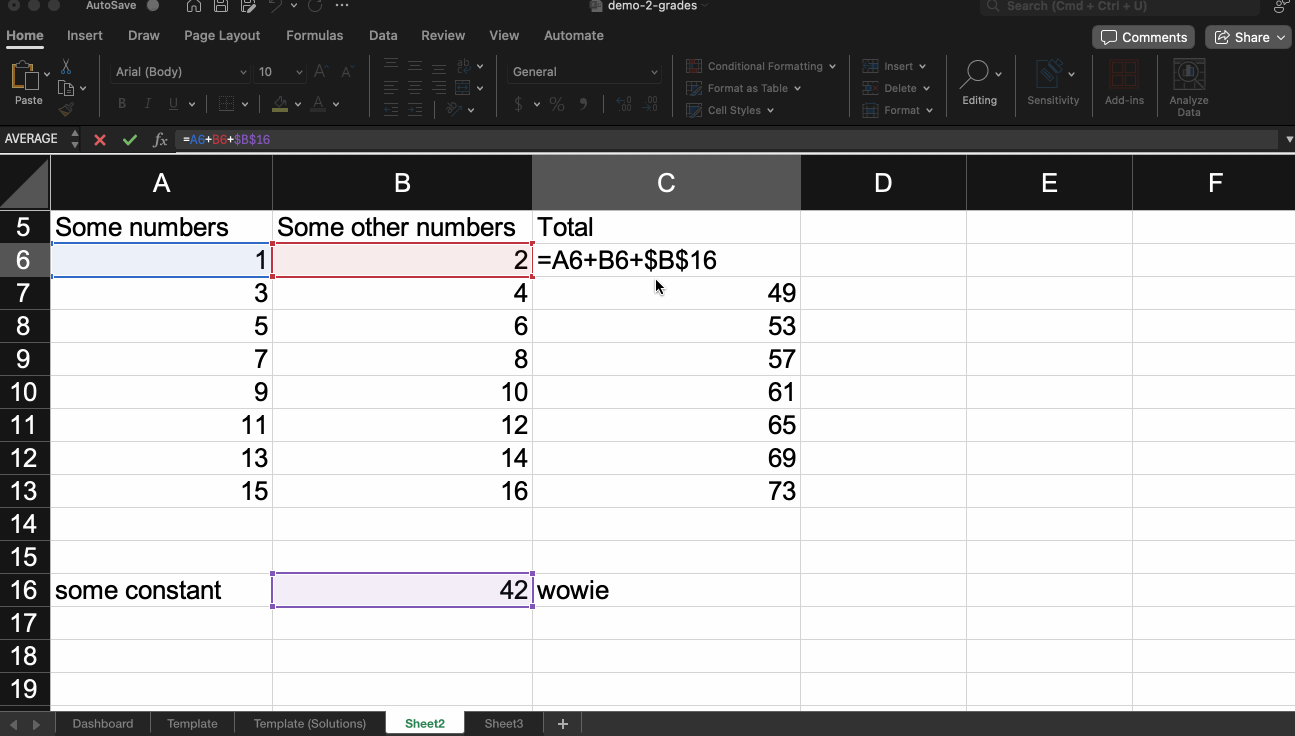 AutoSave demo-2-grades Search (Cmd + Ctrl + U)
Home Insert Draw Page Layout Formulas Data Review View Automate Comments Share
Paste Arial (Body) 10 General Conditional Formatting Insert Editing Sensitivity Add-ins Analyze Data
Format as Table Delete
B I U $ % Cell Styles Format
AVERAGE fx =A6+B6+$B$16
A B C D E F
5 Some numbers Some other numbers Total
6 1 2 =A6+B6+$B$16
7 3 4 49
8 5 6 53
9 7 8 57
10 9 10 61
11 11 12 65
12 13 14 69
13 15 16 73
14
15
16 some constant 42 wowie
17
18
19
Dashboard Template Template (Solutions) Sheet2 Sheet3 +